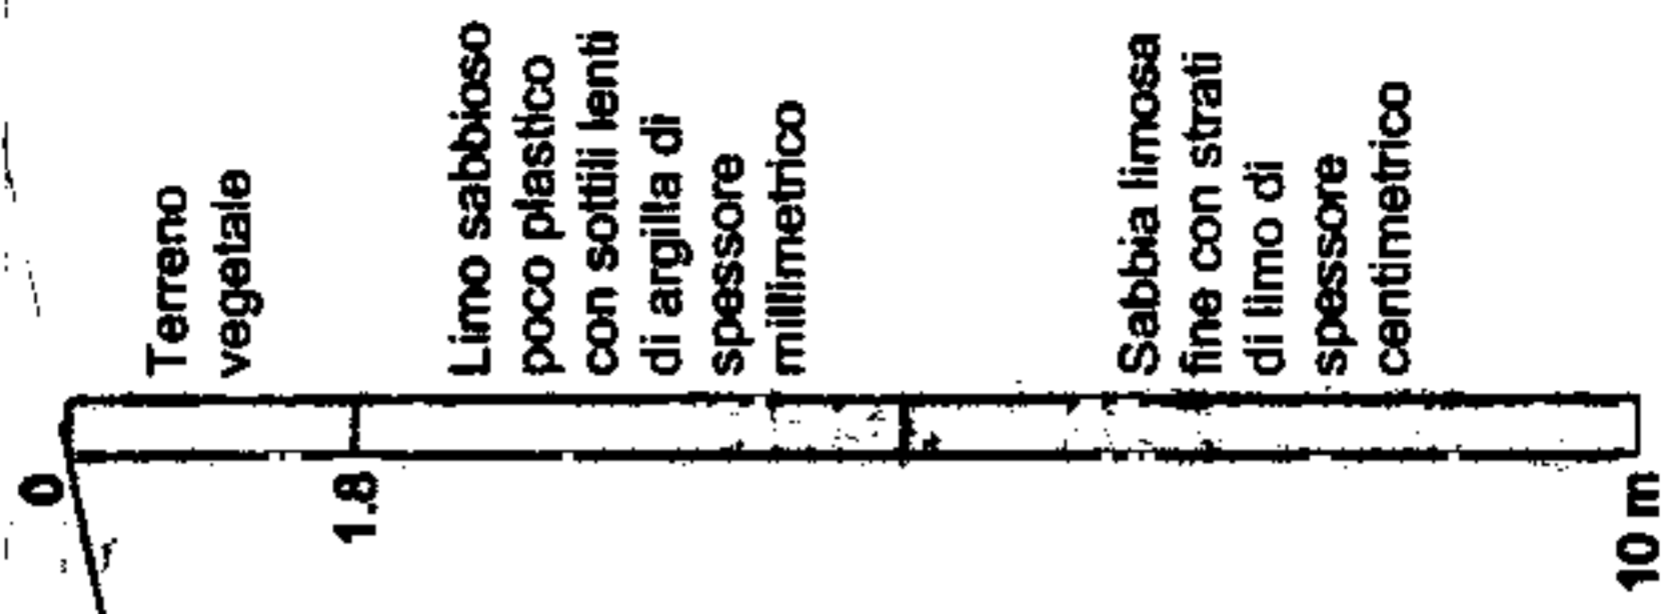 0
Terreno
vegetale
1.8
Limo sabbioso
poco plastico
con sottili lenti
di argilla di
spessore
millimetrico
Sabbia limosa
fine con strati
di limo di
spessore
centimetrico
10 m